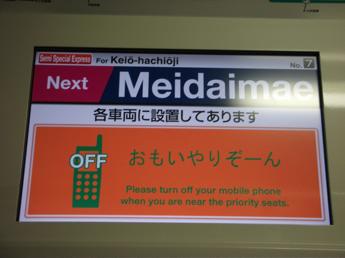 Semi Special Express For Keiō-hachiōji No. 7
Next Meidaimae
各車両に設置してあります
OFF
おもいやりぞーん
Please turn off your mobile phone
when you are near the priority seats.